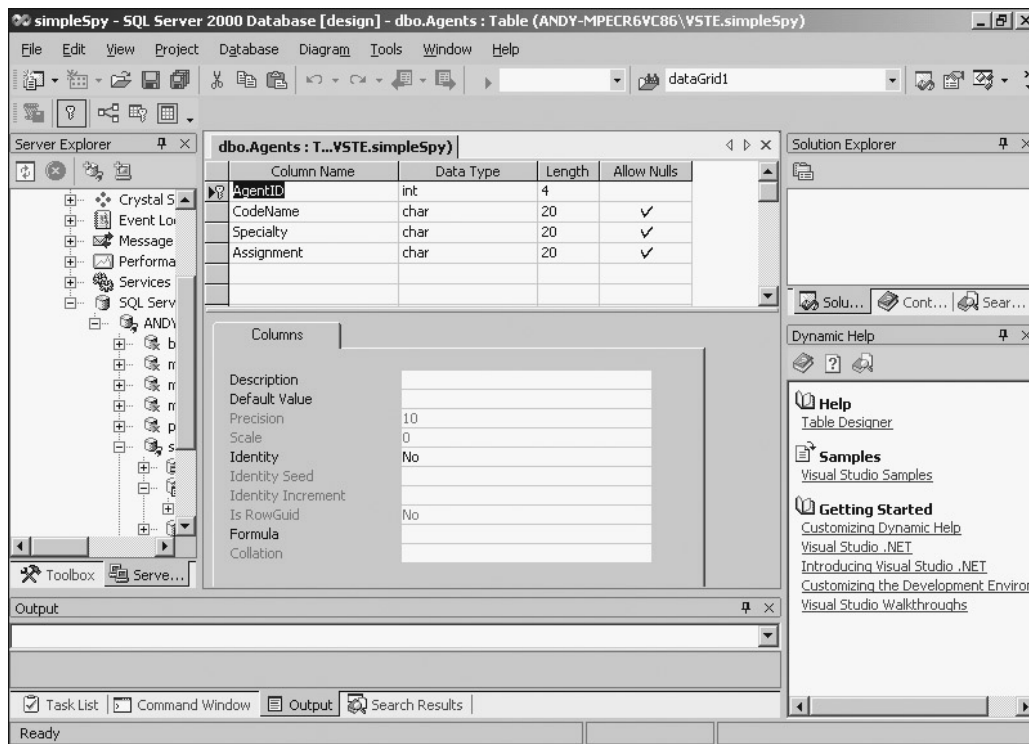 simpleSpy - SQL Server 2000 Database [design] - dbo.Agents : Table (ANDY-MPECR6VC86\VSTE.simpleSpy)
File Edit View Project Database Diagram Tools Window Help
dataGrid1
Server Explorer
Crystal S
Event Lo
Message
Performa
Services
SQL Serv
ANDY
b
m
m
m
p
s
Toolbox Serve...
dbo.Agents : T...VSTE.simpleSpy)
Column Name Data Type Length Allow Nulls
AgentID int 4
CodeName char 20
Specialty char 20
Assignment char 20
Columns
Description
Default Value
Precision 10
Scale 0
Identity No
Identity Seed
Identity Increment
Is RowGuid No
Formula
Collation
Solution Explorer
Solu... Cont... Sear...
Dynamic Help
Help
Table Designer
Samples
Visual Studio Samples
Getting Started
Customizing Dynamic Help
Visual Studio .NET
Introducing Visual Studio .NET
Customizing the Development Enviro
Visual Studio Walkthroughs
Output
Task List Command Window Output Search Results
Ready